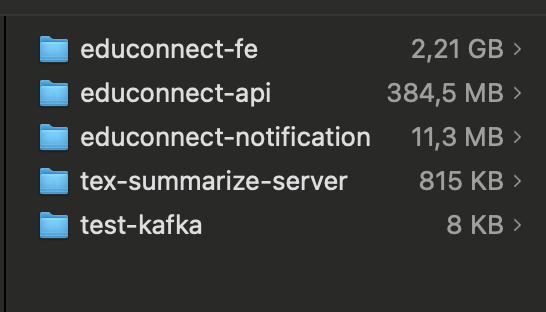 educonnect-fe 2,21 GB >
educonnect-api 384,5 MB >
educonnect-notification 11,3 MB >
tex-summarize-server 815 KB >
test-kafka 8 KB >